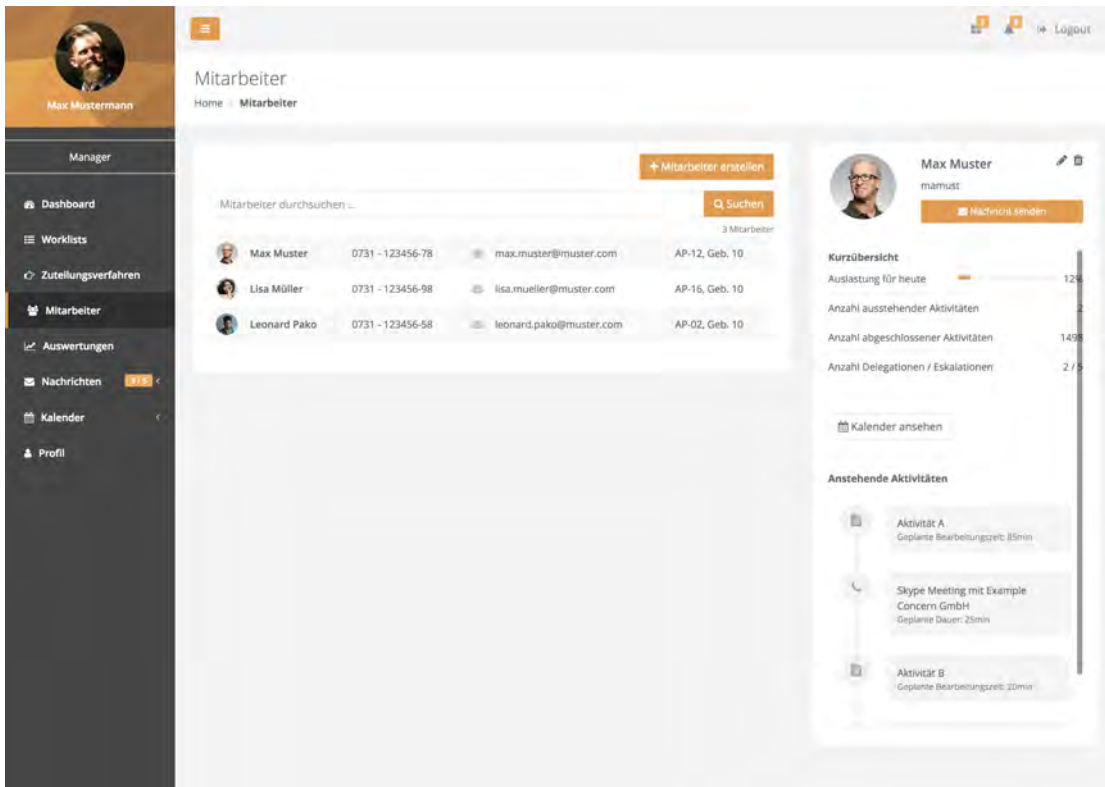 Logout
Max Mustermann
Manager
Dashboard
Worklists
Zuteilungsverfahren
Mitarbeiter
Auswertungen
Nachrichten
Kalender
Profil
Mitarbeiter
Home Mitarbeiter
+ Mitarbeiter erstellen
Mitarbeiter durchsuchen ...
Suchen
3 Mitarbeiter
Max Muster 0731 - 123456-78 max.muster@muster.com AP-12, Geb. 10
Lisa Müller 0731 - 123456-98 lisa.mueller@muster.com AP-16, Geb. 10
Leonard Pako 0731 - 123456-58 leonard.pako@muster.com AP-02, Geb. 10
Max Muster
mamust
Nachricht senden
Kurzübersicht
Auslastung für heute 12%
Anzahl ausstehender Aktivitäten 2
Anzahl abgeschlossener Aktivitäten 1498
Anzahl Delegationen / Eskalationen 2 / 5
Kalender ansehen
Anstehende Aktivitäten
Aktivität A
Geplante Bearbeitungszeit: 85min
Skype Meeting mit Example
Concern GmbH
Geplante Dauer: 25min
Aktivität B
Geplante Bearbeitungszeit: 20min